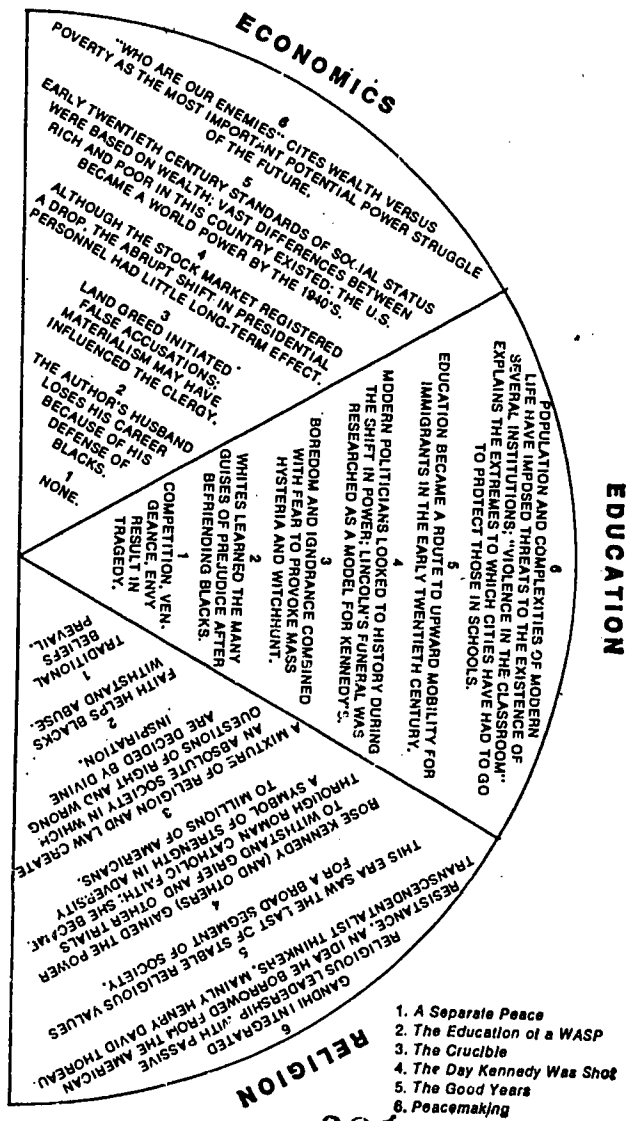 ECONOMICS
6
"WHO ARE OUR ENEMIES" CITES WEALTH VERSUS
POVERTY AS THE MOST IMPORTANT POTENTIAL POWER STRUGGLE
OF THE FUTURE.
5
EARLY TWENTIETH CENTURY STANDARDS OF SOCIAL STATUS
WERE BASED ON WEALTH; VAST DIFFERENCES BETWEEN
RICH AND POOR IN THIS COUNTRY EXISTED: THE U.S.
BECAME A WORLD POWER BY THE 1940'S.
4
ALTHOUGH THE STOCK MARKET REGISTERED
A DROP, THE ABRUPT SHIFT IN PRESIDENTIAL
PERSONNEL HAD LITTLE LONG-TERM EFFECT.
3
LAND GREED INITIATED
FALSE ACCUSATIONS;
MATERIALISM MAY HAVE
INFLUENCED THE CLERGY.
2
THE AUTHOR'S HUSBAND
LOSES HIS CAREER
BECAUSE OF HIS
DEFENSE OF
BLACKS.
1
NONE.
EDUCATION
6
POPULATION AND COMPLEXITIES OF MODERN
LIFE HAVE IMPOSED THREATS TO THE EXISTENCE OF
SEVERAL INSTITUTIONS; "VIOLENCE IN THE CLASSROOM"
EXPLAINS THE EXTREMES TO WHICH CITIES HAVE HAD TO GO
TO PROTECT THOSE IN SCHOOLS.
5
EDUCATION BECAME A ROUTE TO UPWARD MOBILITY FOR
IMMIGRANTS IN THE EARLY TWENTIETH CENTURY.
4
MODERN POLITICIANS LOOKED TO HISTORY DURING
THE SHIFT IN POWER; LINCOLN'S FUNERAL WAS
RESEARCHED AS A MODEL FOR KENNEDY'S.
3
BOREDOM AND IGNORANCE COMBINED
WITH FEAR TO PROVOKE MASS
HYSTERIA AND WITCHHUNT.
2
WHITES LEARNED THE MANY
GUISES OF PREJUDICE AFTER
BEFRIENDING BLACKS.
1
COMPETITION, VEN-
GEANCE, ENVY
RESULT IN
TRAGEDY.
TRADITIONAL
BELIEFS
PREVAIL.
1
FAITH HELPS BLACKS
WITHSTAND ABUSE.
2
A MIXTURE OF RELIGION AND LAW CREATE
AN ABSOLUTE SOCIETY IN WHICH
QUESTIONS OF RIGHT AND WRONG
ARE DECIDED BY DIVINE
INSPIRATION.
3
ROSE KENNEDY (AND OTHERS) GAINED THE POWER
TO WITHSTAND GRIEF AND OTHER TRIALS
THROUGH ROMAN CATHOLIC FAITH; SHE BECAME
A SYMBOL OF STRENGTH IN ADVERSITY
TO MILLIONS OF AMERICANS.
4
THIS ERA SAW THE LAST OF STABLE RELIGIOUS VALUES
FOR A BROAD SEGMENT OF SOCIETY.
5
GANDHI INTEGRATED
RELIGIOUS LEADERSHIP WITH PASSIVE
RESISTANCE, AN IDEA HE BORROWED FROM THE AMERICAN
TRANSCENDENTALIST THINKERS, MAINLY HENRY DAVID THOREAU.
6
RELIGION
1. A Separate Peace
2. The Education of a WASP
3. The Crucible
4. The Day Kennedy Was Shot
5. The Good Years
6. Peacemaking